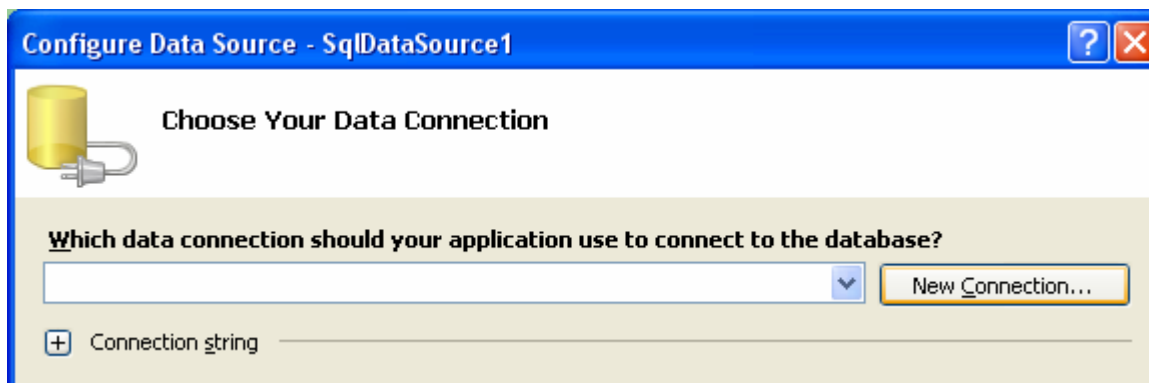 Configure Data Source - SqlDataSource1
Choose Your Data Connection
Which data connection should your application use to connect to the database?
New Connection...
Connection string